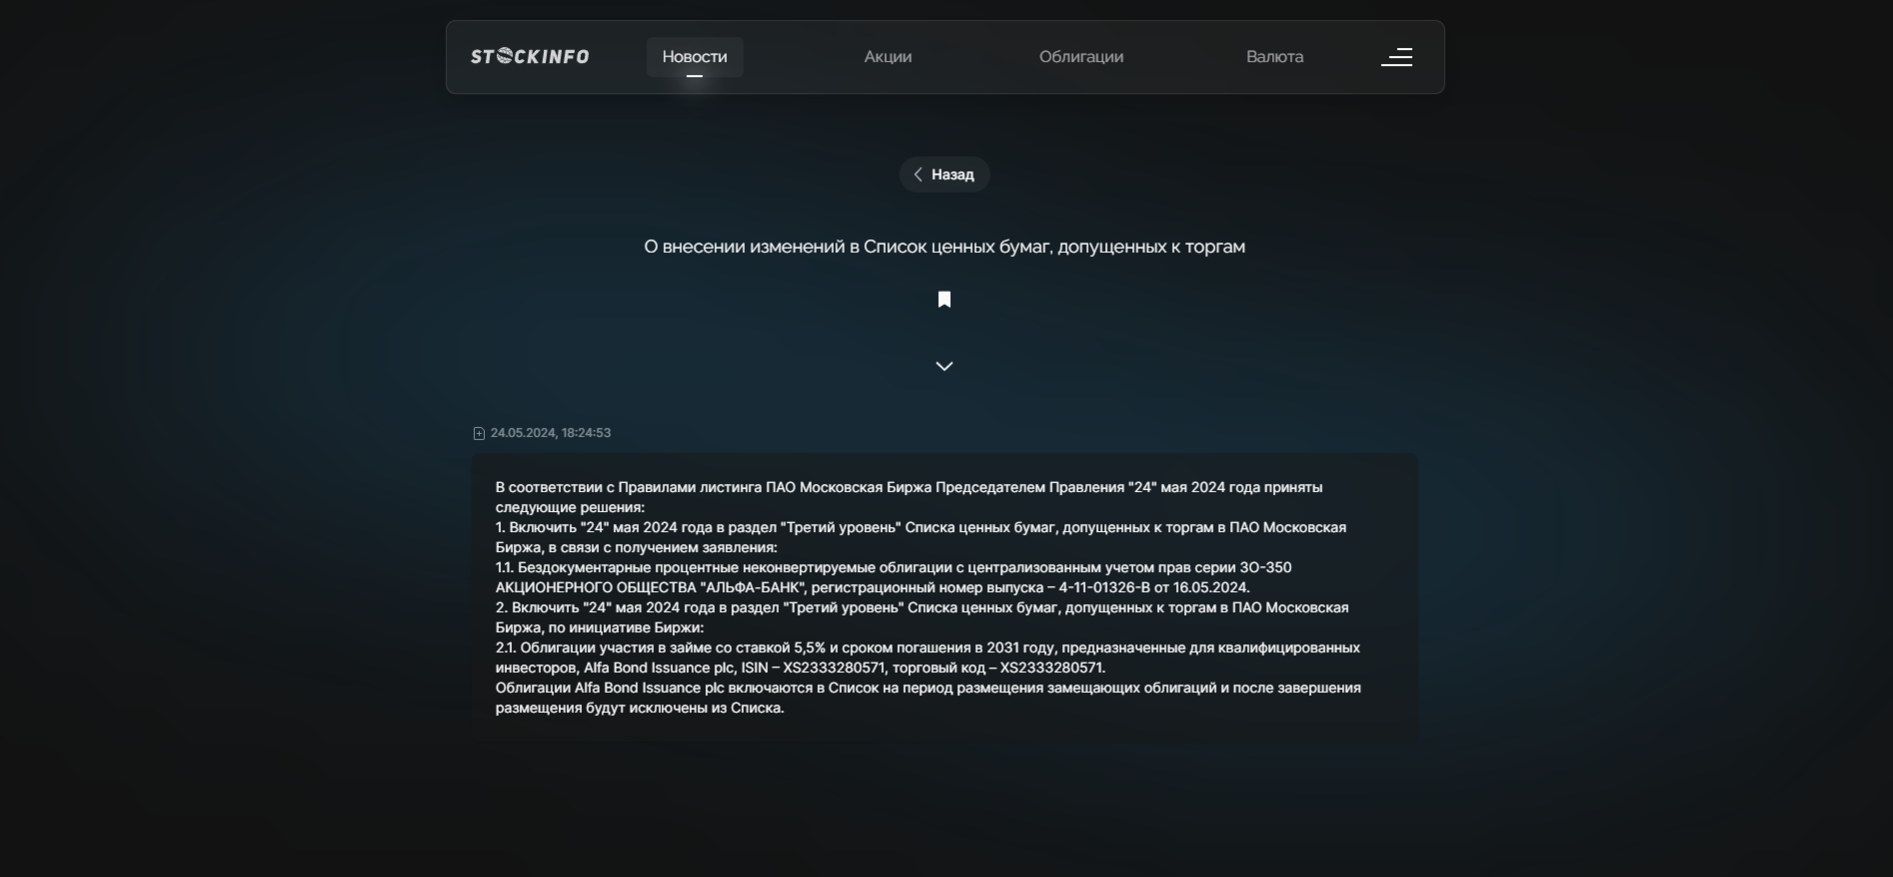 STOCKINFO
Новости
Акции
Облигации
Валюта
Назад
О внесении изменений в Список ценных бумаг, допущенных к торгам
24.05.2024, 18:24:53
В соответствии с Правилами листинга ПАО Московская Биржа Председателем Правления "24" мая 2024 года приняты
следующие решения:
1. Включить "24" мая 2024 года в раздел "Третий уровень" Списка ценных бумаг, допущенных к торгам в ПАО Московская
Биржа, в связи с получением заявления:
1.1. Бездокументарные процентные неконвертируемые облигации с централизованным учетом прав серии ЗО-350
АКЦИОНЕРНОГО ОБЩЕСТВА "АЛЬФА-БАНК", регистрационный номер выпуска – 4-11-01326-B от 16.05.2024.
2. Включить "24" мая 2024 года в раздел "Третий уровень" Списка ценных бумаг, допущенных к торгам в ПАО Московская
Биржа, по инициативе Биржи:
2.1. Облигации участия в займе со ставкой 5,5% и сроком погашения в 2031 году, предназначенные для квалифицированных
инвесторов, Alfa Bond Issuance plc, ISIN – XS2333280571, торговый код – XS2333280571.
Облигации Alfa Bond Issuance plc включаются в Список на период размещения замещающих облигаций и после завершения
размещения будут исключены из Списка.